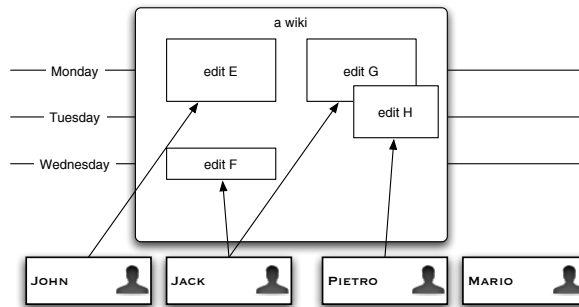 a wiki
Monday
edit E
edit G
Tuesday
edit H
Wednesday
edit F
JOHN
JACK
PIETRO
MARIO